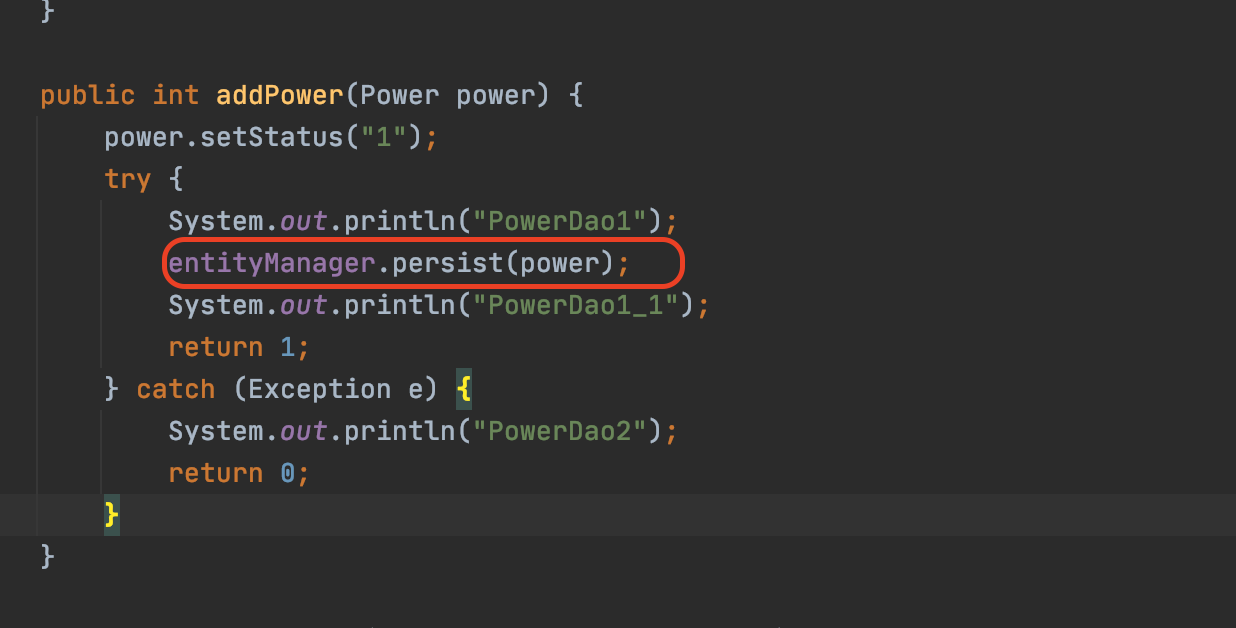 }
public int addPower(Power power) {
power.setStatus("1");
try {
System.out.println("PowerDao1");
entityManager.persist(power);
System.out.println("PowerDao1_1");
return 1;
} catch (Exception e) {
System.out.println("PowerDao2");
return 0;
}
}